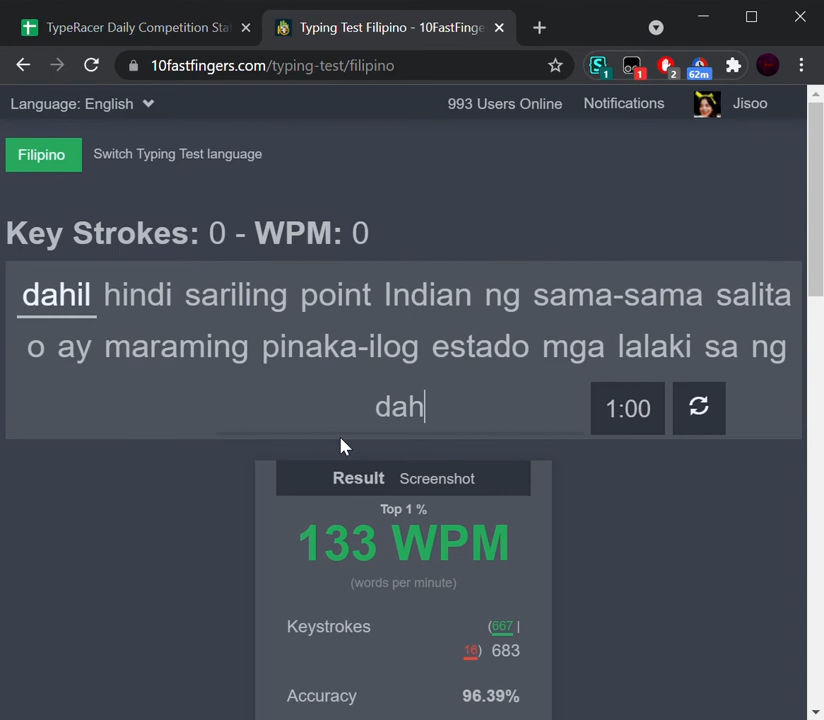 TypeRacer Daily Competition Sta
Typing Test Filipino - 10FastFinge
10fastfingers.com/typing-test/filipino
1
1
2
62m
Language: English
993 Users Online
Notifications
Jisoo
Filipino
Switch Typing Test language
Key Strokes: 0 - WPM: 0
dahil hindi sariling point Indian ng sama-sama salita
o ay maraming pinaka-ilog estado mga lalaki sa ng
dah
1:00
Result
Screenshot
Top 1 %
133 WPM
(words per minute)
Keystrokes
(667 |
16) 683
Accuracy
96.39%